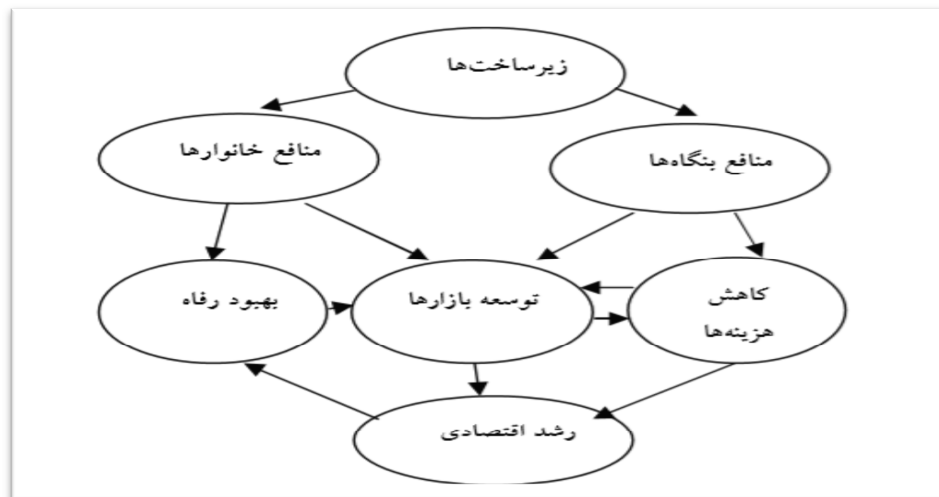 زیرساخت‌ها
منافع بنگاه‌ها
منافع خانوارها
کاهش
هزینه‌ها
توسعه بازارها
بهبود رفاه
رشد اقتصادی